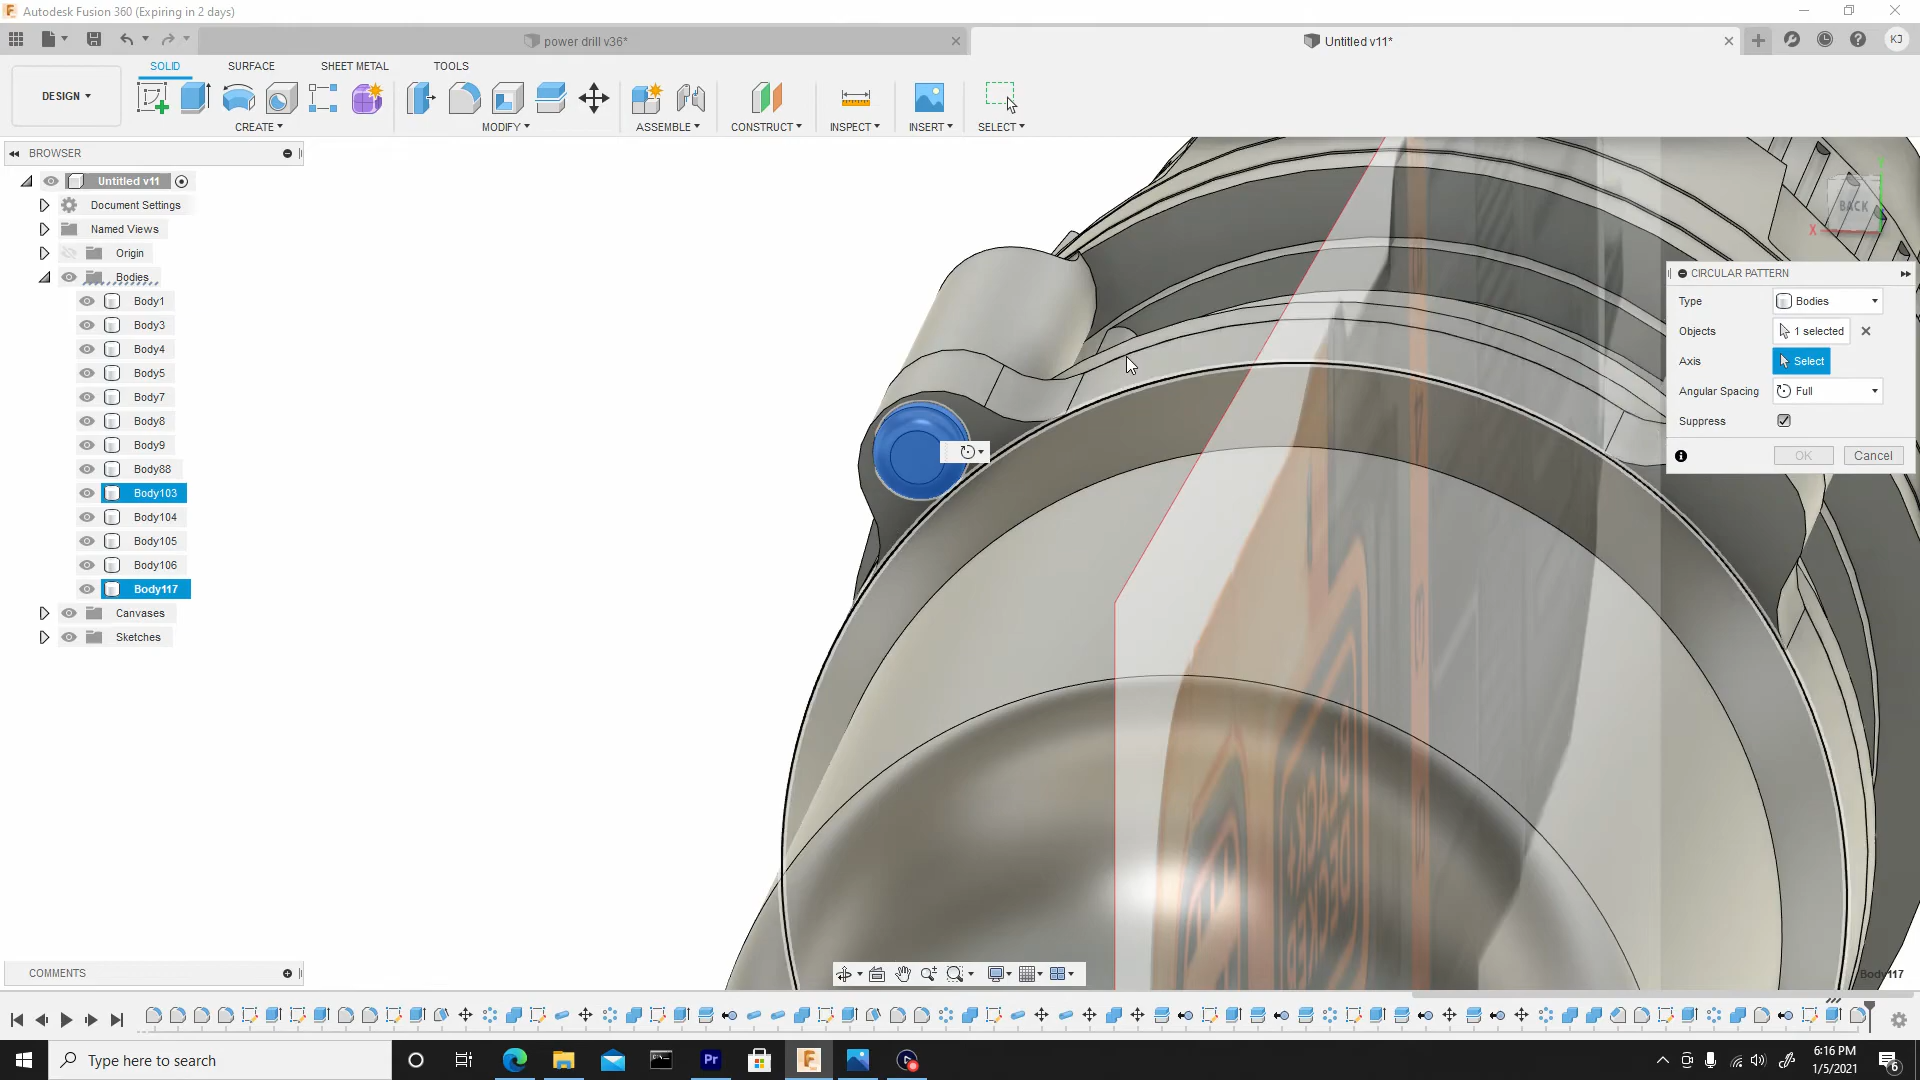 Autodesk Fusion 360 (Expiring in 2 days)
power drill v36*
Untitled v11*
KJ
DESIGN
SOLID
SURFACE
SHEET METAL
TOOLS
CREATE
MODIFY
ASSEMBLE
CONSTRUCT
INSPECT
INSERT
SELECT
BROWSER
Untitled v11
Document Settings
Named Views
Origin
Bodies
Body1
Body3
Body4
Body5
Body7
Body8
Body9
Body88
Body103
Body104
Body105
Body106
Body117
Canvases
Sketches
BACK
X
CIRCULAR PATTERN
Type
Bodies
Objects
1 selected
Axis
Select
Angular Spacing
Full
Suppress
OK
Cancel
COMMENTS
Body117
Type here to search
Pr
F
6:16 PM
1/5/2021
6